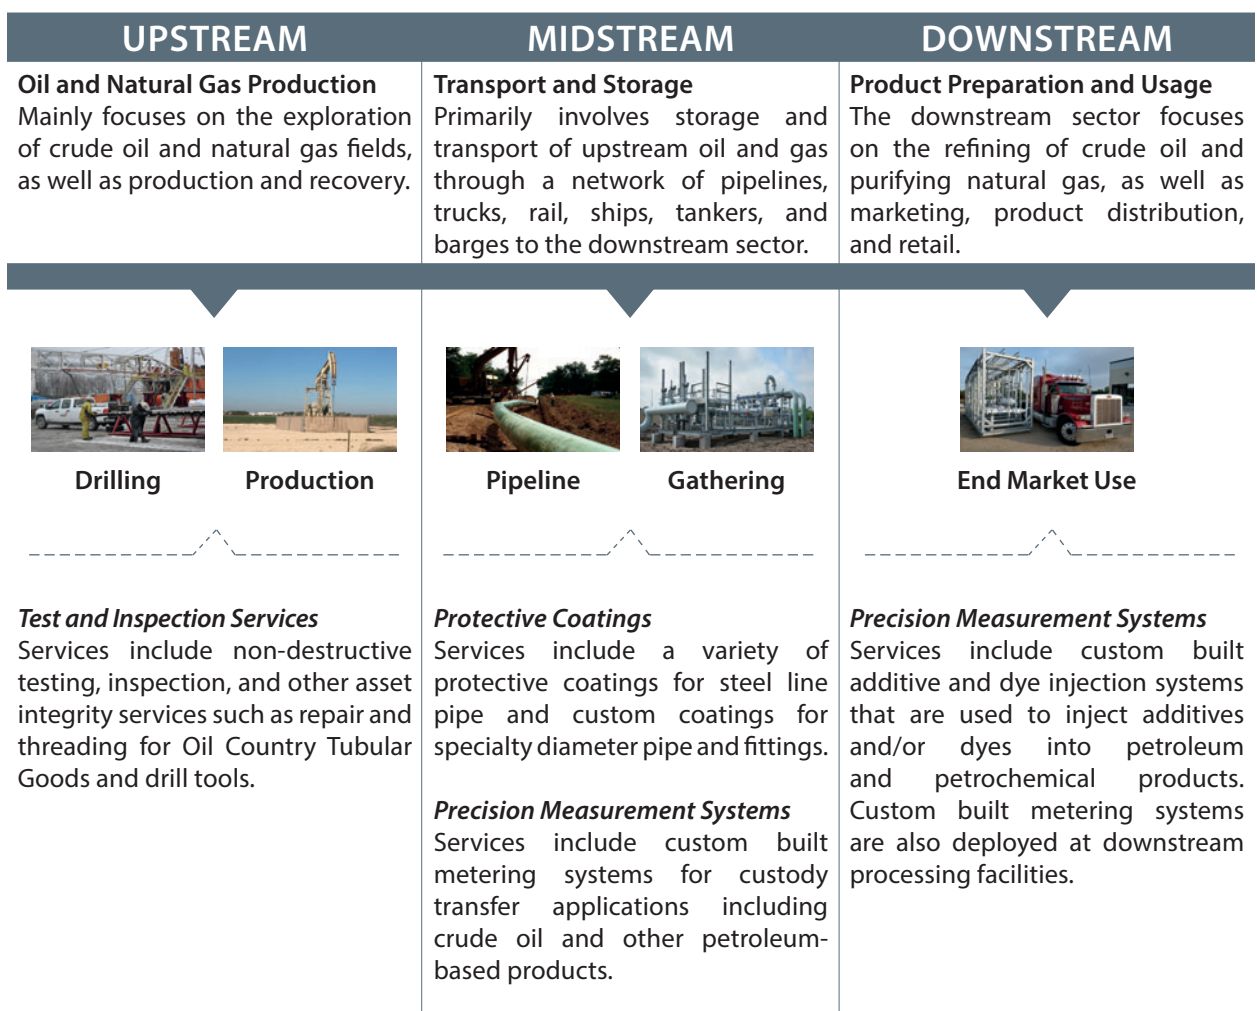 UPSTREAM
Oil and Natural Gas Production
Mainly focuses on the exploration
of crude oil and natural gas fields,
as well as production and recovery.
MIDSTREAM
Transport and Storage
Primarily involves storage and
transport of upstream oil and gas
through a network of pipelines,
trucks, rail, ships, tankers, and
barges to the downstream sector.
DOWNSTREAM
Product Preparation and Usage
The downstream sector focuses
on the refining of crude oil and
purifying natural gas, as well as
marketing, product distribution,
and retail.
Drilling
Production
Pipeline
Gathering
End Market Use
Test and Inspection Services
Services include non-destructive
testing, inspection, and other asset
integrity services such as repair and
threading for Oil Country Tubular
Goods and drill tools.
Protective Coatings
Services include a variety of
protective coatings for steel line
pipe and custom coatings for
specialty diameter pipe and fittings.
Precision Measurement Systems
Services include custom built
metering systems for custody
transfer applications including
crude oil and other petroleum-
based products.
Precision Measurement Systems
Services include custom built
additive and dye injection systems
that are used to inject additives
and/or dyes into petroleum
and petrochemical products.
Custom built metering systems
are also deployed at downstream
processing facilities.